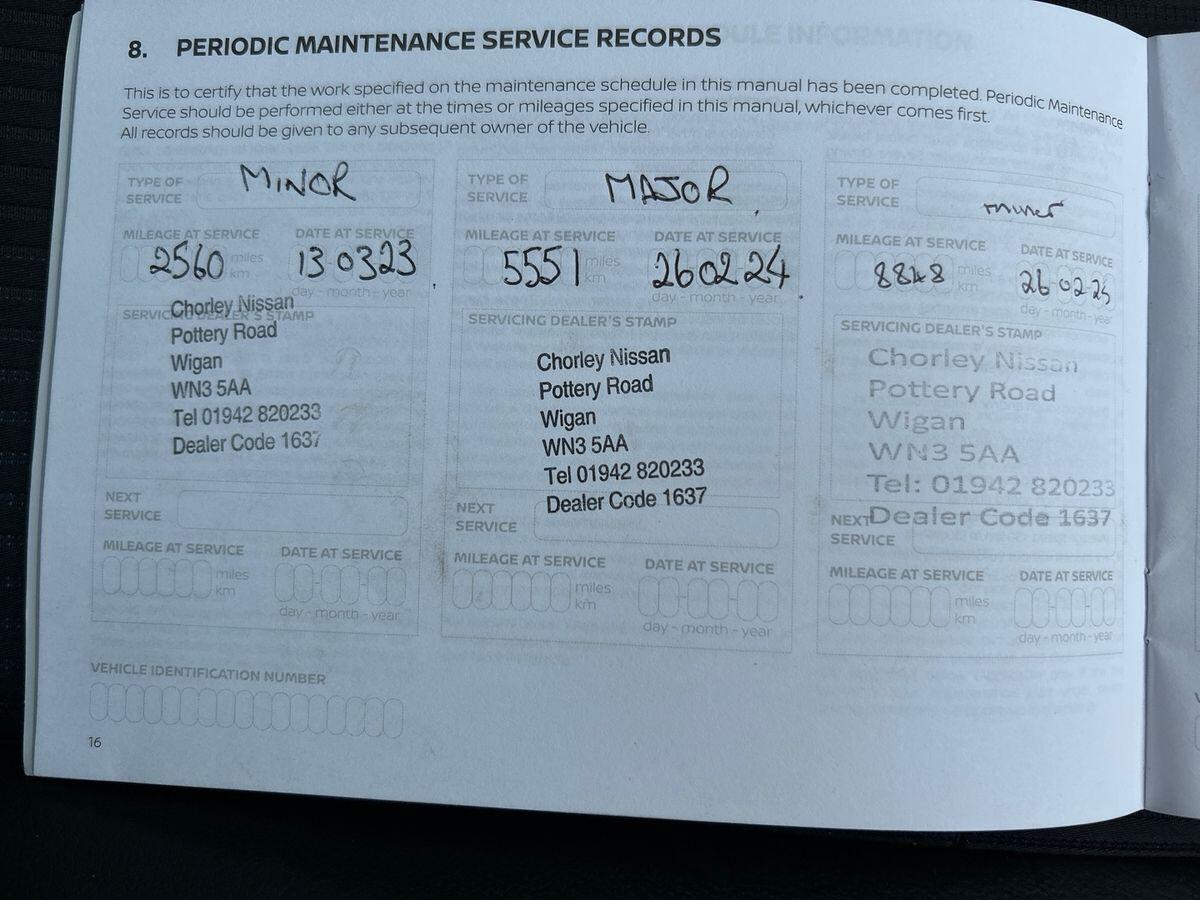 8. PERIODIC MAINTENANCE SERVICE RECORDS
This is to certify that the work specified on the maintenance schedule in this manual has been completed. Periodic Maintenance
Service should be performed either at the times or mileages specified in this manual, whichever comes first.
All records should be given to any subsequent owner of the vehicle.
TYPE OF
SERVICE
MINOR
MILEAGE AT SERVICE
DATE AT SERVICE
2560
miles
km
13 03 23
day - month - year
SERVICING DEALER'S STAMP
Chorley Nissan
Pottery Road
Wigan
WN3 5AA
Tel 01942 820233
Dealer Code 1637
NEXT
SERVICE
MILEAGE AT SERVICE
DATE AT SERVICE
miles
km
day - month - year
TYPE OF
SERVICE
MAJOR
MILEAGE AT SERVICE
DATE AT SERVICE
5551
miles
km
26 02 24
day - month - year
SERVICING DEALER'S STAMP
Chorley Nissan
Pottery Road
Wigan
WN3 5AA
Tel 01942 820233
Dealer Code 1637
NEXT
SERVICE
MILEAGE AT SERVICE
DATE AT SERVICE
miles
km
day - month - year
TYPE OF
SERVICE
minor
MILEAGE AT SERVICE
DATE AT SERVICE
8848
miles
km
26-02-25
day - month - year
SERVICING DEALER'S STAMP
Chorley Nissan
Pottery Road
Wigan
WN3 5AA
Tel: 01942 820233
Dealer Code 1637
NEXT
SERVICE
MILEAGE AT SERVICE
DATE AT SERVICE
miles
km
day - month - year
VEHICLE IDENTIFICATION NUMBER
16